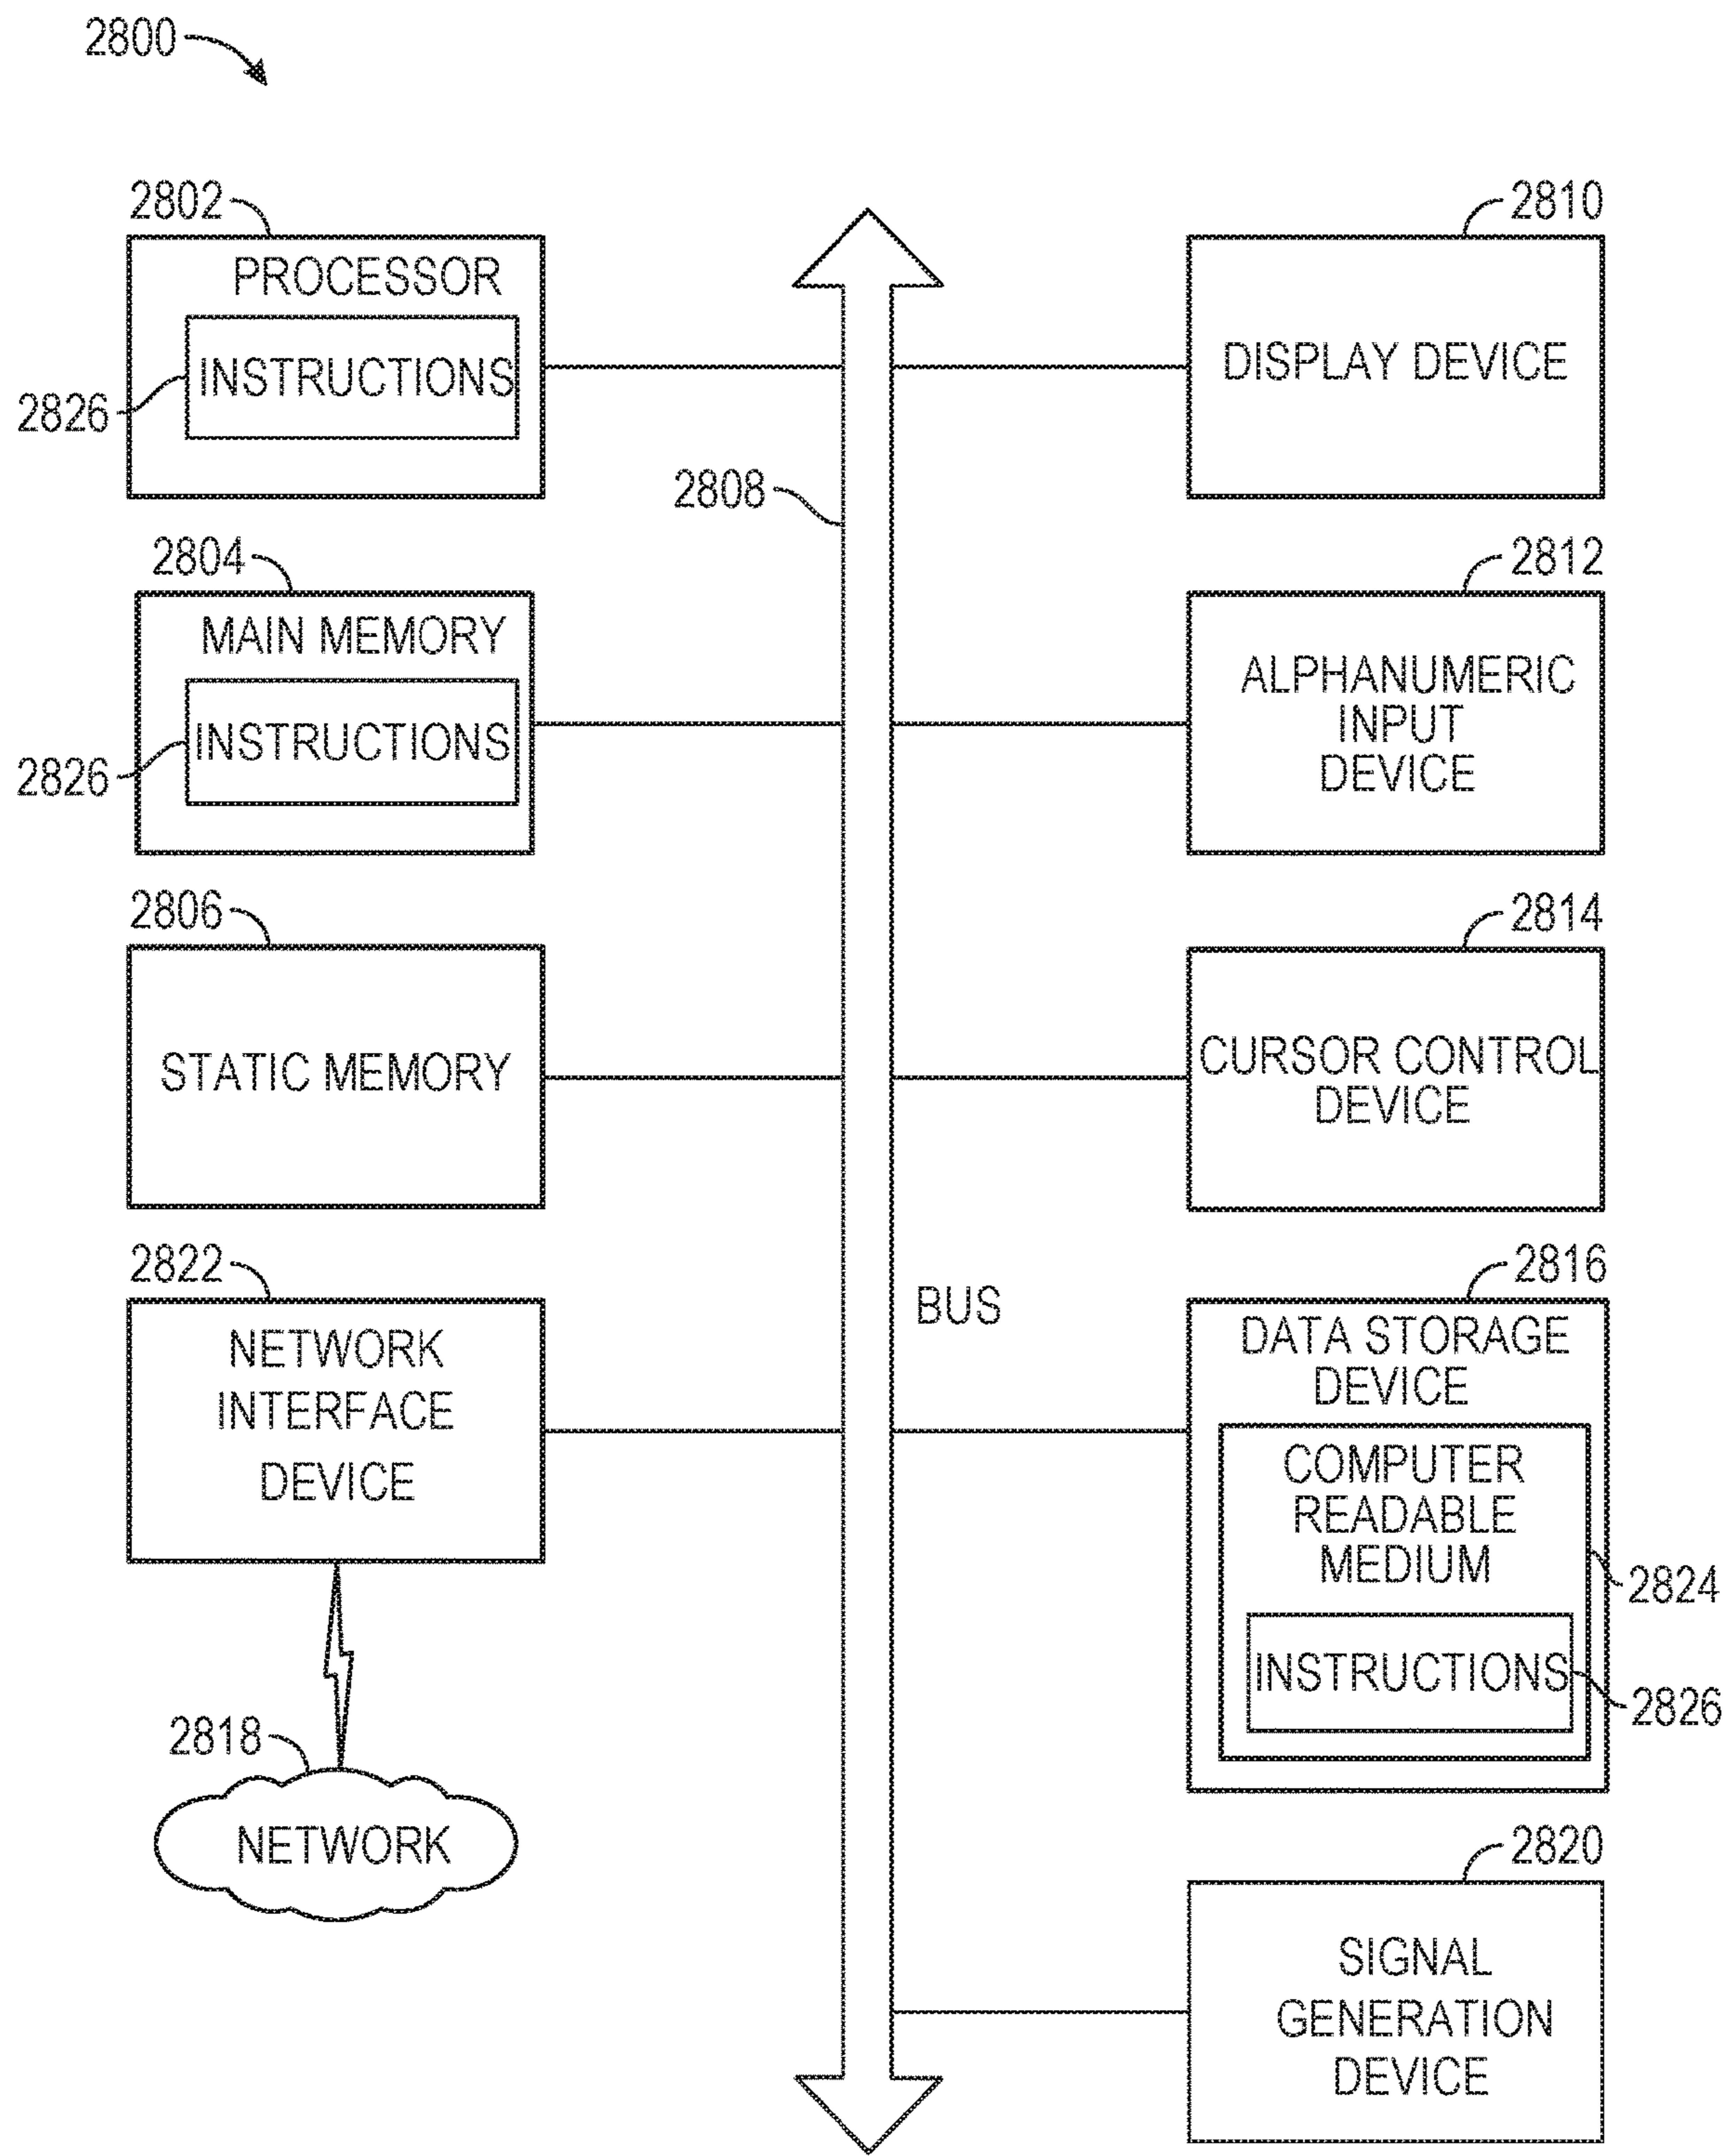 2800
2802
PROCESSOR
INSTRUCTIONS
2826
2804
MAIN MEMORY
INSTRUCTIONS
2826
2806
STATIC MEMORY
2822
NETWORK
INTERFACE
DEVICE
2818
NETWORK
2808
BUS
2810
DISPLAY DEVICE
2812
ALPHANUMERIC
INPUT
DEVICE
2814
CURSOR CONTROL
DEVICE
2816
DATA STORAGE
DEVICE
COMPUTER
READABLE
MEDIUM
2824
INSTRUCTIONS
2826
2820
SIGNAL
GENERATION
DEVICE